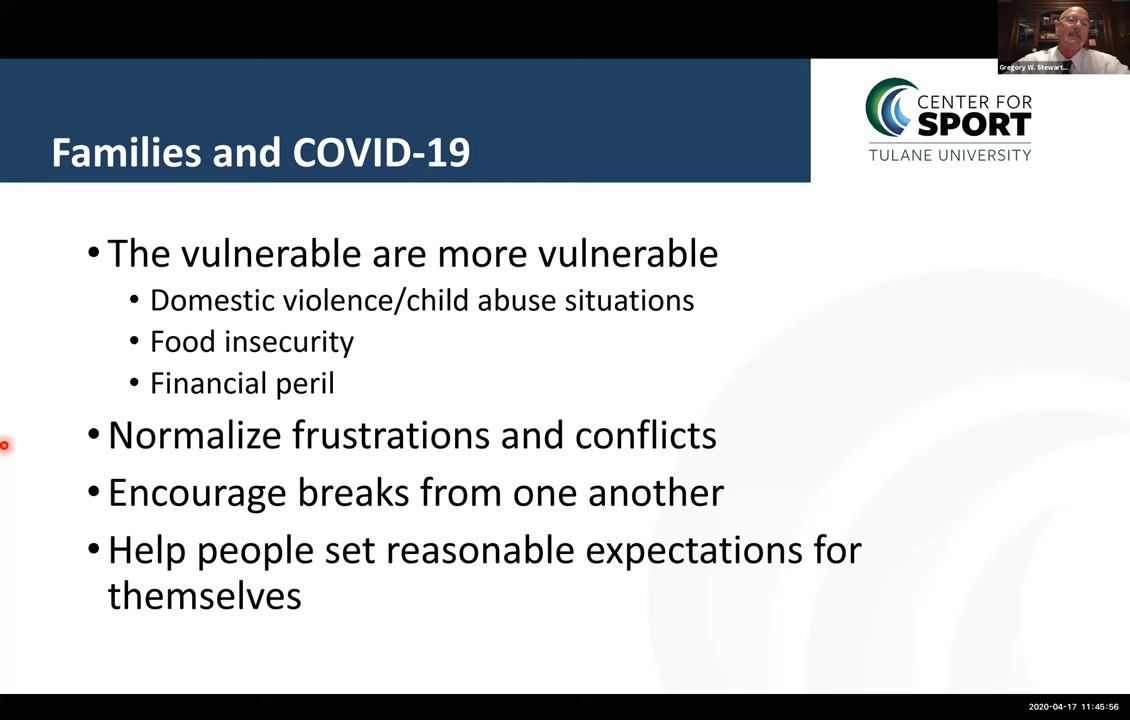 Gregory W. Stewart...
CENTER FOR
SPORT
TULANE UNIVERSITY
Families and COVID-19
• The vulnerable are more vulnerable
• Domestic violence/child abuse situations
• Food insecurity
• Financial peril
• Normalize frustrations and conflicts
• Encourage breaks from one another
• Help people set reasonable expectations for
themselves
2020-04-17 11:45:56